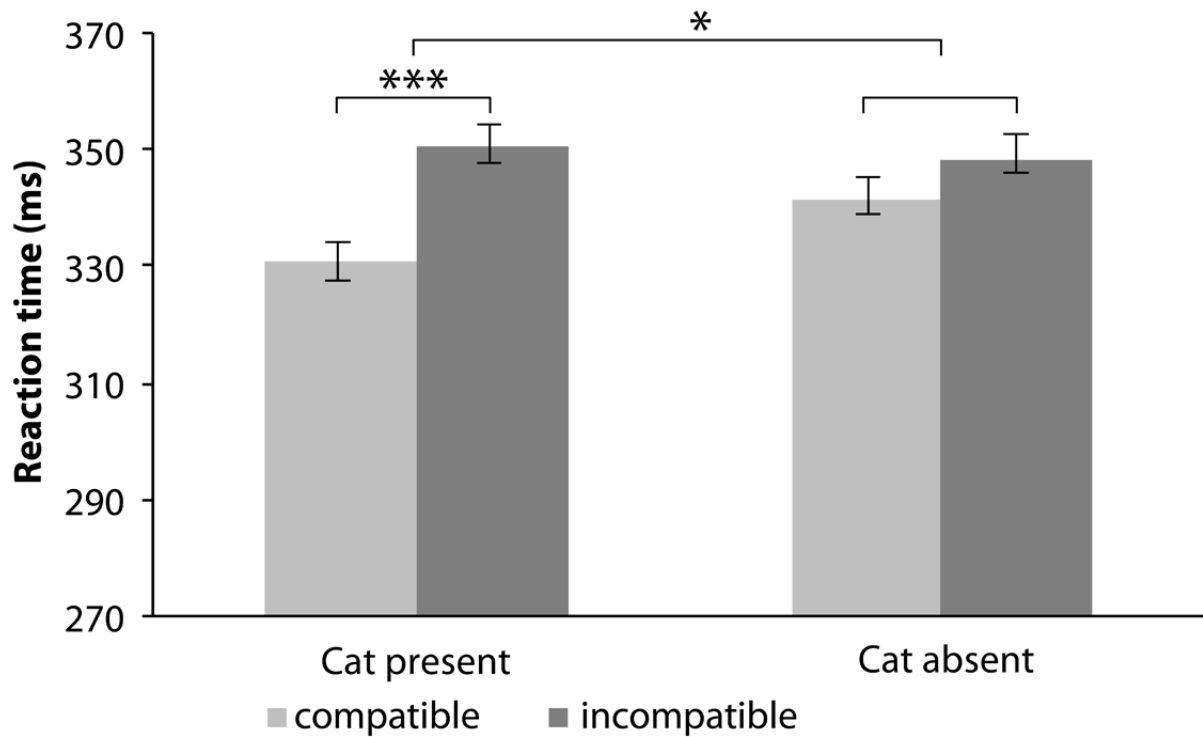 370
*
***
350
330
310
290
270
Reaction time (ms)
Cat present Cat absent
compatible incompatible